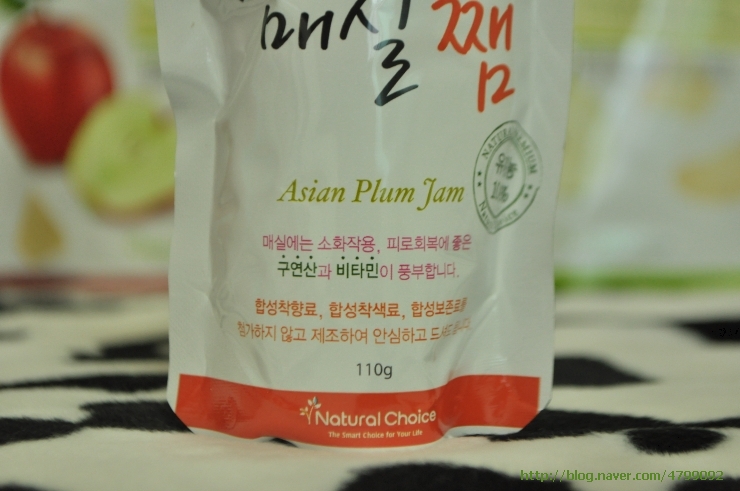 매실 쨈
Asian Plum Jam
매실에는 소화작용, 피로회복에 좋은
구연산과 비타민이 풍부합니다.
합성착향료, 합성착색료, 합성보존료를
첨가하지 않고 제조하여 안심하고
110g
Natural Choice
The Smart Choice for Your Life
http://blog.naver.com/4799992